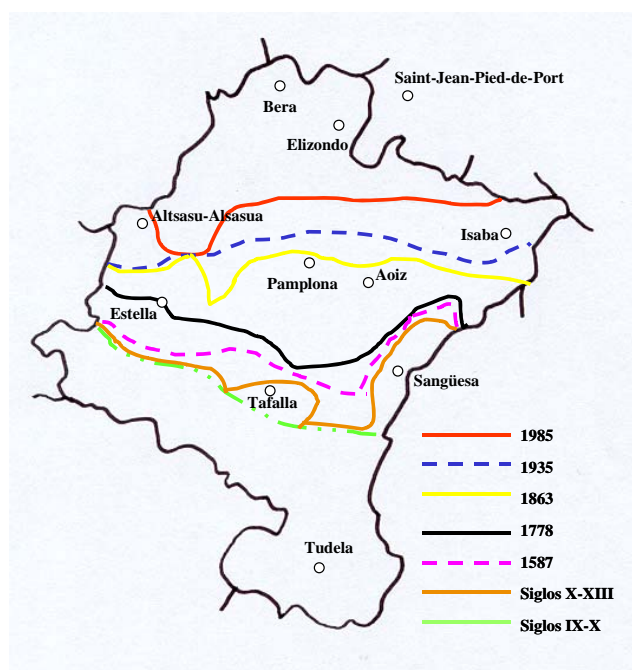 Saint-Jean-Pied-de-Port
Bera
Elizondo
Altsasu-Alsasua
Isaba
Pamplona
Aoiz
Estella
Sangüesa
Tafalla
Tudela
1985
1935
1863
1778
1587
Siglos X-XIII
Siglos IX-X